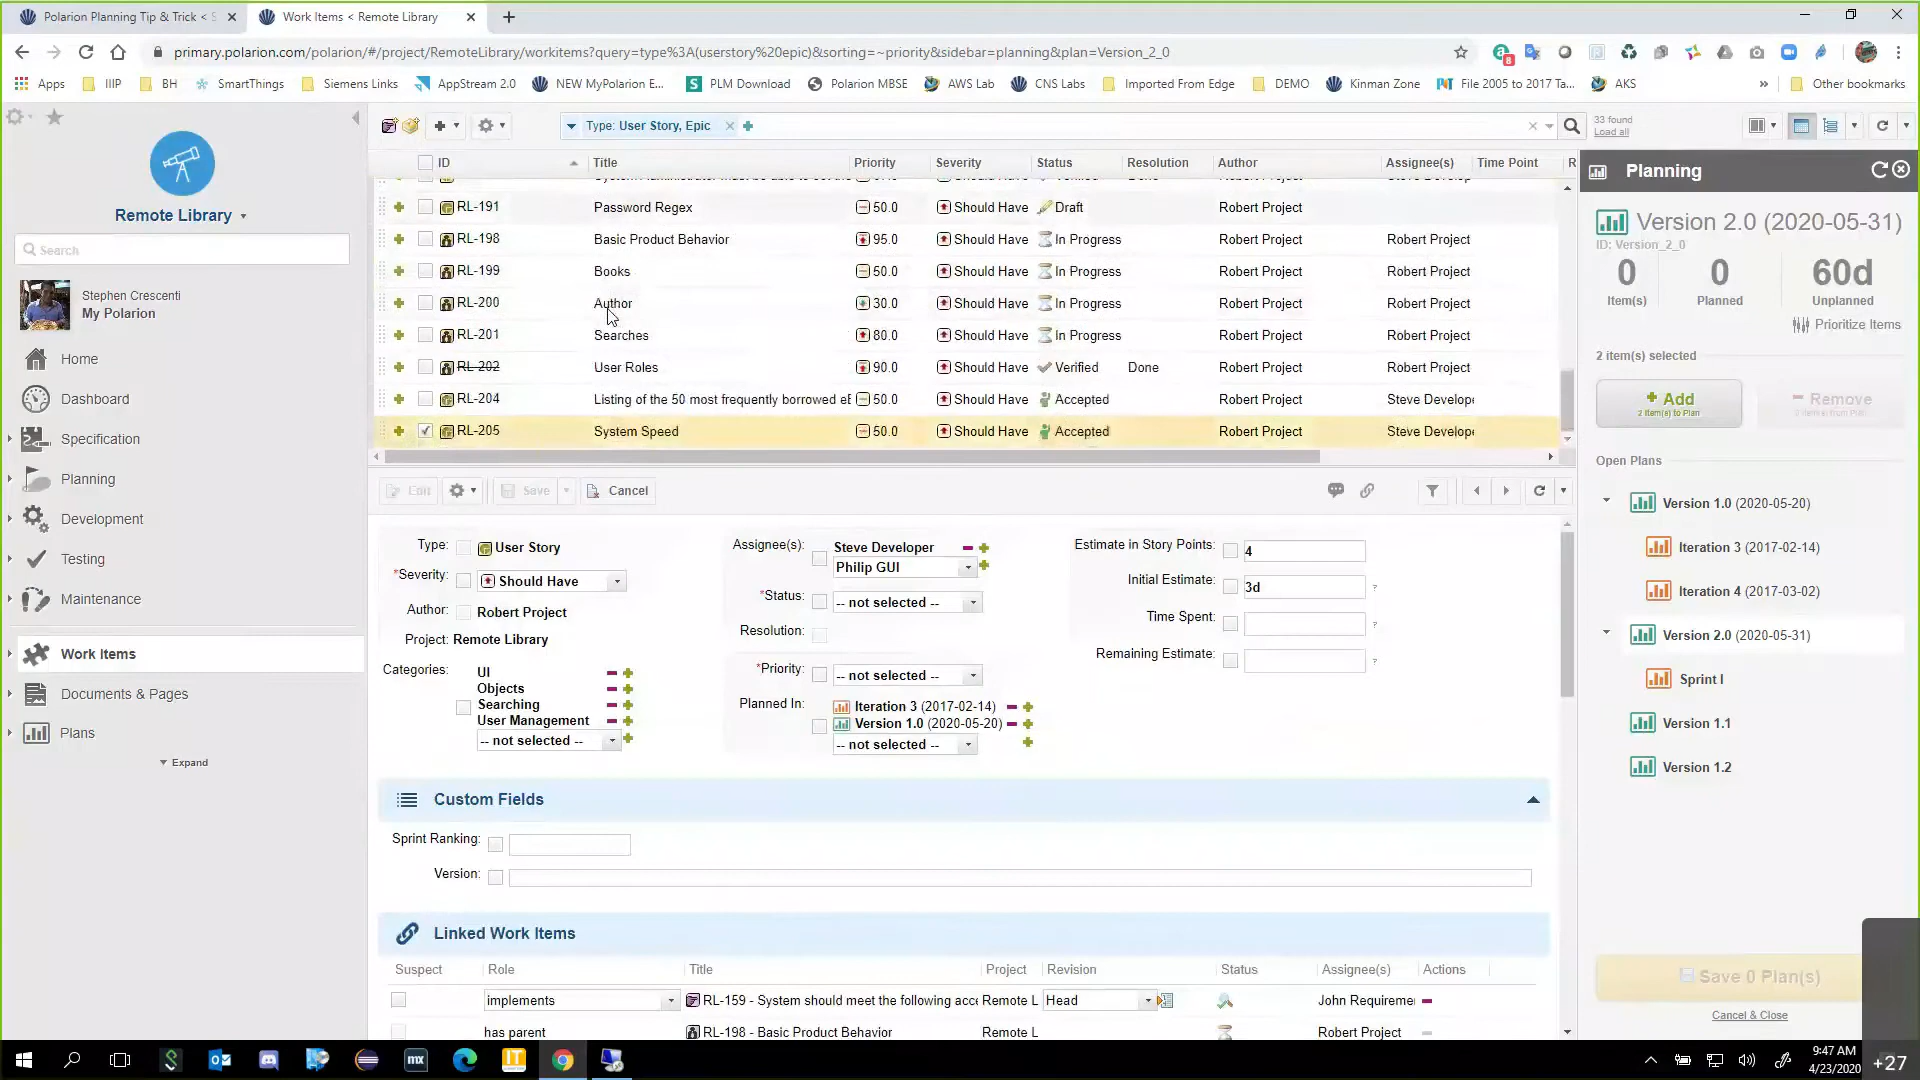 Polarion Planning Tip & Trick < S
Work Items < Remote Library
primary.polarion.com/polarion/#/project/RemoteLibrary/workitems?query=type%3A(userstory%20epic)&sorting=~priority&sidebar=planning&plan=Version_2_0
8
Apps
IIIP
BH
SmartThings
Siemens Links
AppStream 2.0
NEW MyPolarion E...
PLM Download
Polarion MBSE
AWS Lab
CNS Labs
Imported From Edge
DEMO
Kinman Zone
File 2005 to 2017 Ta...
AKS
»
Other bookmarks
Remote Library
Search
Stephen Crescenti
My Polarion
Home
Dashboard
Specification
Planning
Development
Testing
Maintenance
Work Items
Documents & Pages
Plans
Expand
Type: User Story, Epic
33 found
Load all
ID Title Priority Severity Status Resolution Author Assignee(s) Time Point R
RL-191 Password Regex 50.0 Should Have Draft Robert Project
RL-198 Basic Product Behavior 95.0 Should Have In Progress Robert Project Robert Project
RL-199 Books 50.0 Should Have In Progress Robert Project Robert Project
RL-200 Author 30.0 Should Have In Progress Robert Project Robert Project
RL-201 Searches 80.0 Should Have In Progress Robert Project Robert Project
RL-202 User Roles 90.0 Should Have Verified Done Robert Project Robert Project
RL-204 Listing of the 50 most frequently borrowed eB 50.0 Should Have Accepted Robert Project Steve Develope
RL-205 System Speed 50.0 Should Have Accepted Robert Project Steve Develope
Edit
Save
Cancel
Type: User Story
*Severity: Should Have
Author: Robert Project
Project: Remote Library
Categories: UI
Objects
Searching
User Management
-- not selected --
Assignee(s): Steve Developer
Philip GUI
*Status: -- not selected --
Resolution:
*Priority: -- not selected --
Planned In: Iteration 3 (2017-02-14)
Version 1.0 (2020-05-20)
-- not selected --
Estimate in Story Points: 4
Initial Estimate: 3d ?
Time Spent: ?
Remaining Estimate: ?
Custom Fields
Sprint Ranking:
Version:
Linked Work Items
Suspect Role Title Project Revision Status Assignee(s) Actions
implements RL-159 - System should meet the following acce Remote L Head John Requiremen
has parent RL-198 - Basic Product Behavior Remote L Robert Project
Planning
Version 2.0 (2020-05-31)
ID: Version_2_0
0 Item(s)
0 Planned
60d Unplanned
Prioritize Items
2 item(s) selected
Add
2 item(s) to Plan
Remove
Open Plans
Version 1.0 (2020-05-20)
Iteration 3 (2017-02-14)
Iteration 4 (2017-03-02)
Version 2.0 (2020-05-31)
Sprint I
Version 1.1
Version 1.2
Save 0 Plan(s)
Cancel & Close
mx
IT
9:47 AM
4/23/2020
+27